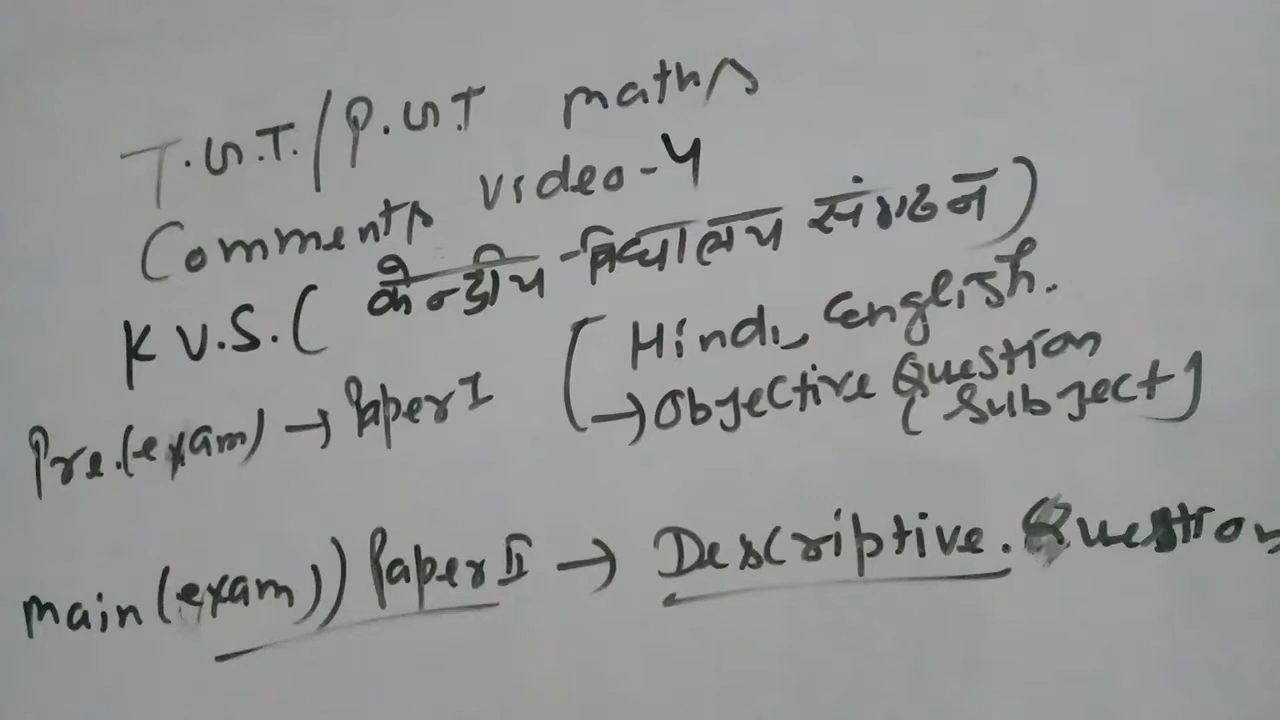 T.G.T./P.G.T maths
Comments video-4
K.V.S.( केन्द्रीय विद्यालय संगठन)
Pre.(exam) → Paper I [ Hindi, English.
→ Objective Question
( Subject ]
main(exam)) Paper II → Descriptive. Question